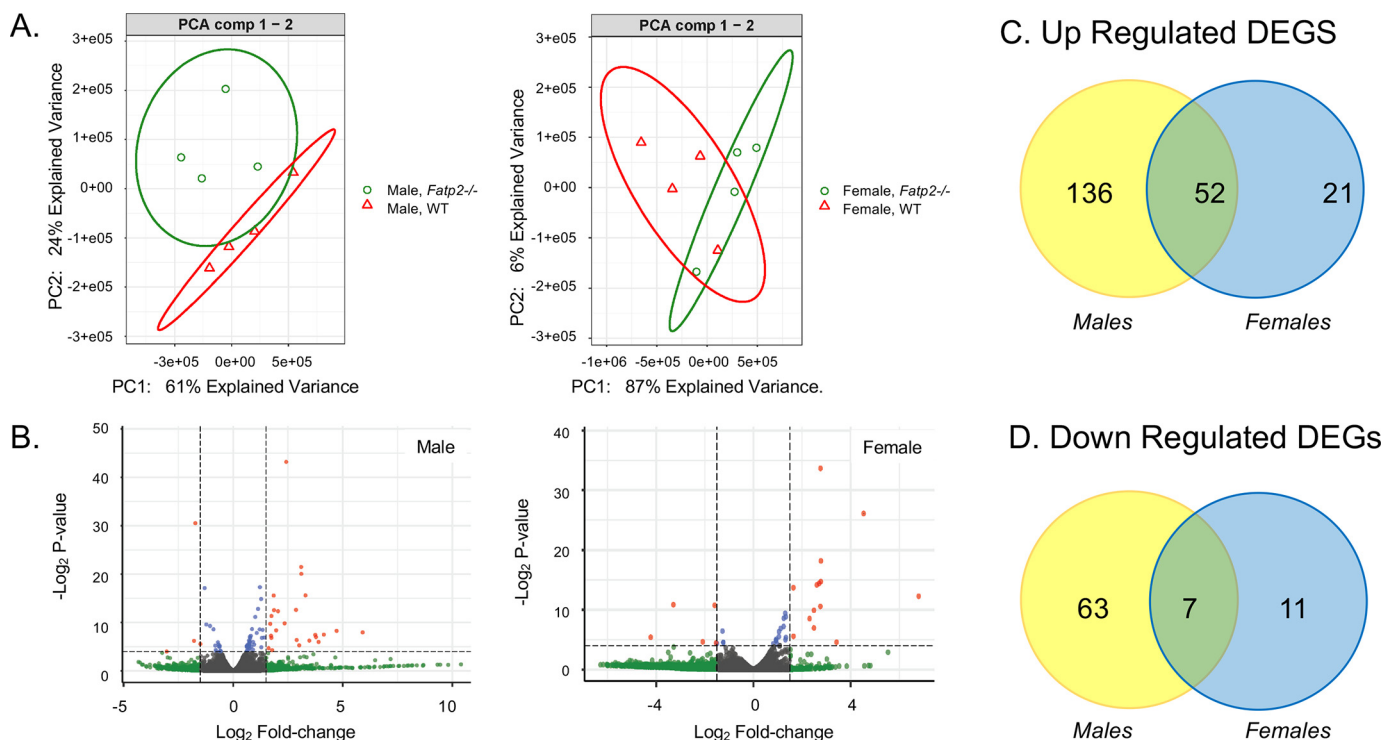 A.
PCA comp 1 − 2
3+e05
2+e05
1+e05
0+00
-1+e05
-2+e05
-3+e05
PC2: 24% Explained Variance
-3e+05
0e+00
5e+05
PC1: 61% Explained Variance
Male, Fatp2-/-
Male, WT
PCA comp 1 − 2
3+e05
2+e05
1+e05
0+00
-1+e05
-2+e05
-3+e05
PC2: 6% Explained Variance
-1e+06
-5e+05
0e+00
5e+05
PC1: 87% Explained Variance.
Female, Fatp2-/-
Female, WT
C. Up Regulated DEGS
136
52
21
Males
Females
B.
50
40
30
20
10
0
-Log2 P-value
Male
-5
0
5
10
Log2 Fold-change
40
30
20
10
0
-Log2 P-value
Female
-4
0
4
Log2 Fold-change
D. Down Regulated DEGs
63
7
11
Males
Females